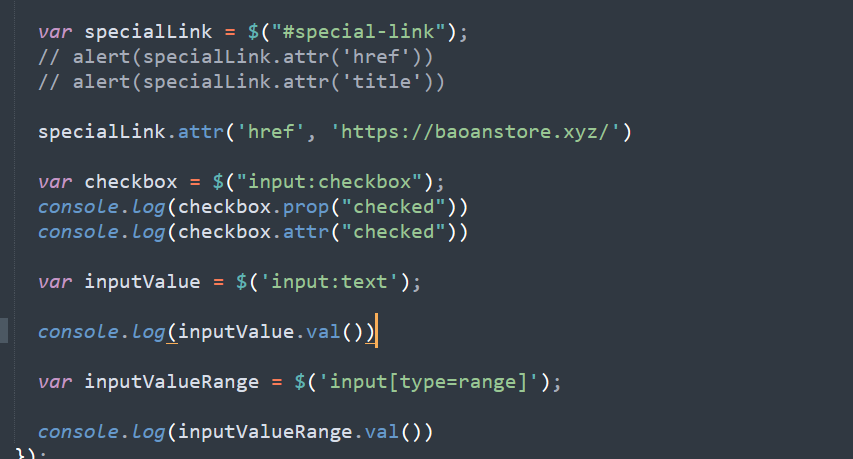 var specialLink = $("#special-link");
// alert(specialLink.attr('href'))
// alert(specialLink.attr('title'))
specialLink.attr('href', 'https://baoanstore.xyz/')
var checkbox = $("input:checkbox");
console.log(checkbox.prop("checked"))
console.log(checkbox.attr("checked"))
var inputValue = $('input:text');
console.log(inputValue.val())
var inputValueRange = $('input[type=range]');
console.log(inputValueRange.val())
});